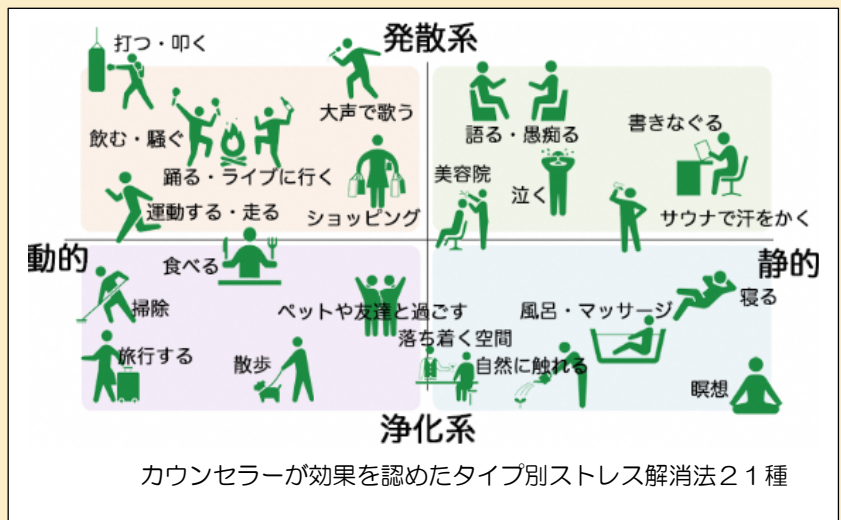 発散系
打つ・叩く
大声で歌う
飲む・騒ぐ
踊る・ライブに行く
運動する・走る
ショッピング
語る・愚痴る
書きなぐる
美容院
泣く
サウナで汗をかく
動的
静的
食べる
掃除
ペットや友達と過ごす
旅行する
散歩
風呂・マッサージ
寝る
落ち着く空間
自然に触れる
瞑想
浄化系
カウンセラーが効果を認めたタイプ別ストレス解消法21種